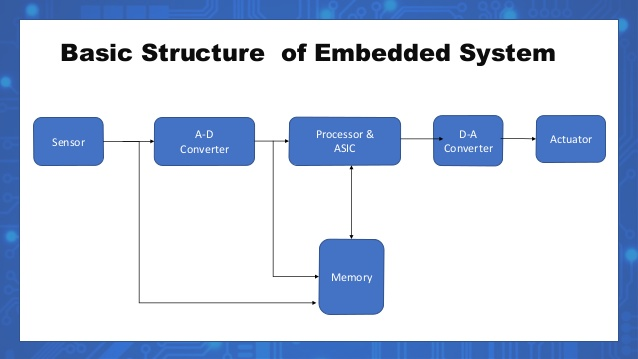 Basic Structure of Embedded System
Sensor
A-D
Converter
Processor &
ASIC
D-A
Converter
Actuator
Memory